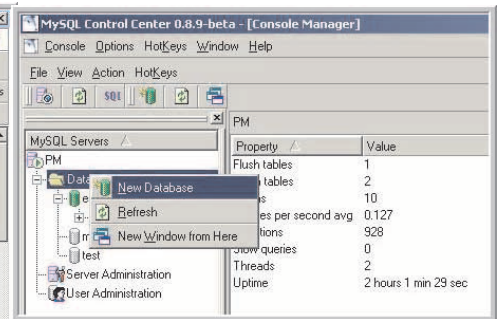 MySQL Control Center 0.8.9-beta - [Console Manager]
Console Options HotKeys Window Help
File View Action HotKeys
SQL
PM
MySQL Servers
Property Value
PM
Flush tables 1
Data
tables 2
New Database
10
e
es per second avg 0.127
Refresh
tions 928
m
New Window from Here
Slow queries 0
test
Threads 2
Server Administration
Uptime 2 hours 1 min 29 sec
User Administration